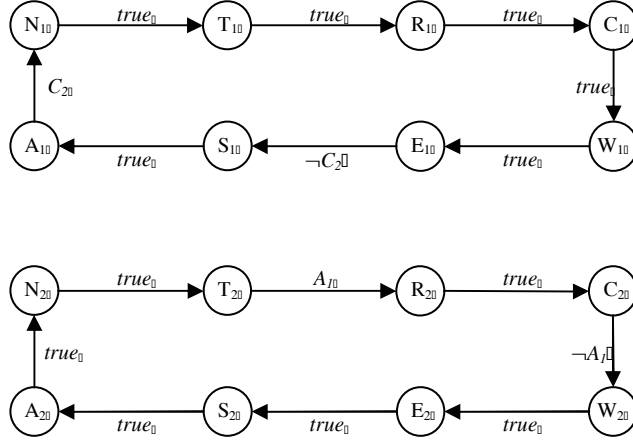 true▯ true▯ true▯
N1▯ T1▯ R1▯ C1▯
C2▯ true▯
A1▯ S1▯ E1▯ W1▯
true▯ ¬C2▯ true▯
true▯ A1▯ true▯
N2▯ T2▯ R2▯ C2▯
true▯ ¬A1▯
A2▯ S2▯ E2▯ W2▯
true▯ true▯ true▯